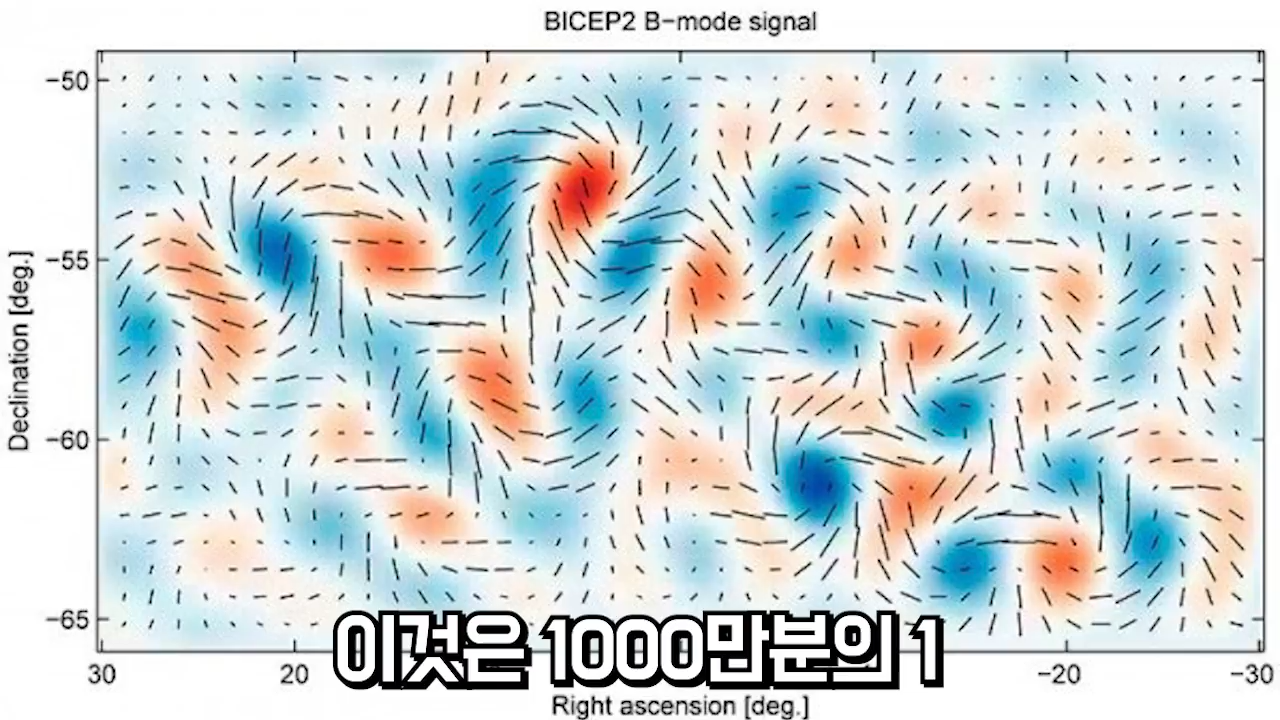 BICEP2 B−mode signal
−50
−55
−60
−65
Declination [deg.]
이것은 1000만분의 1
30 20 −20 −30
Right ascension [deg.]